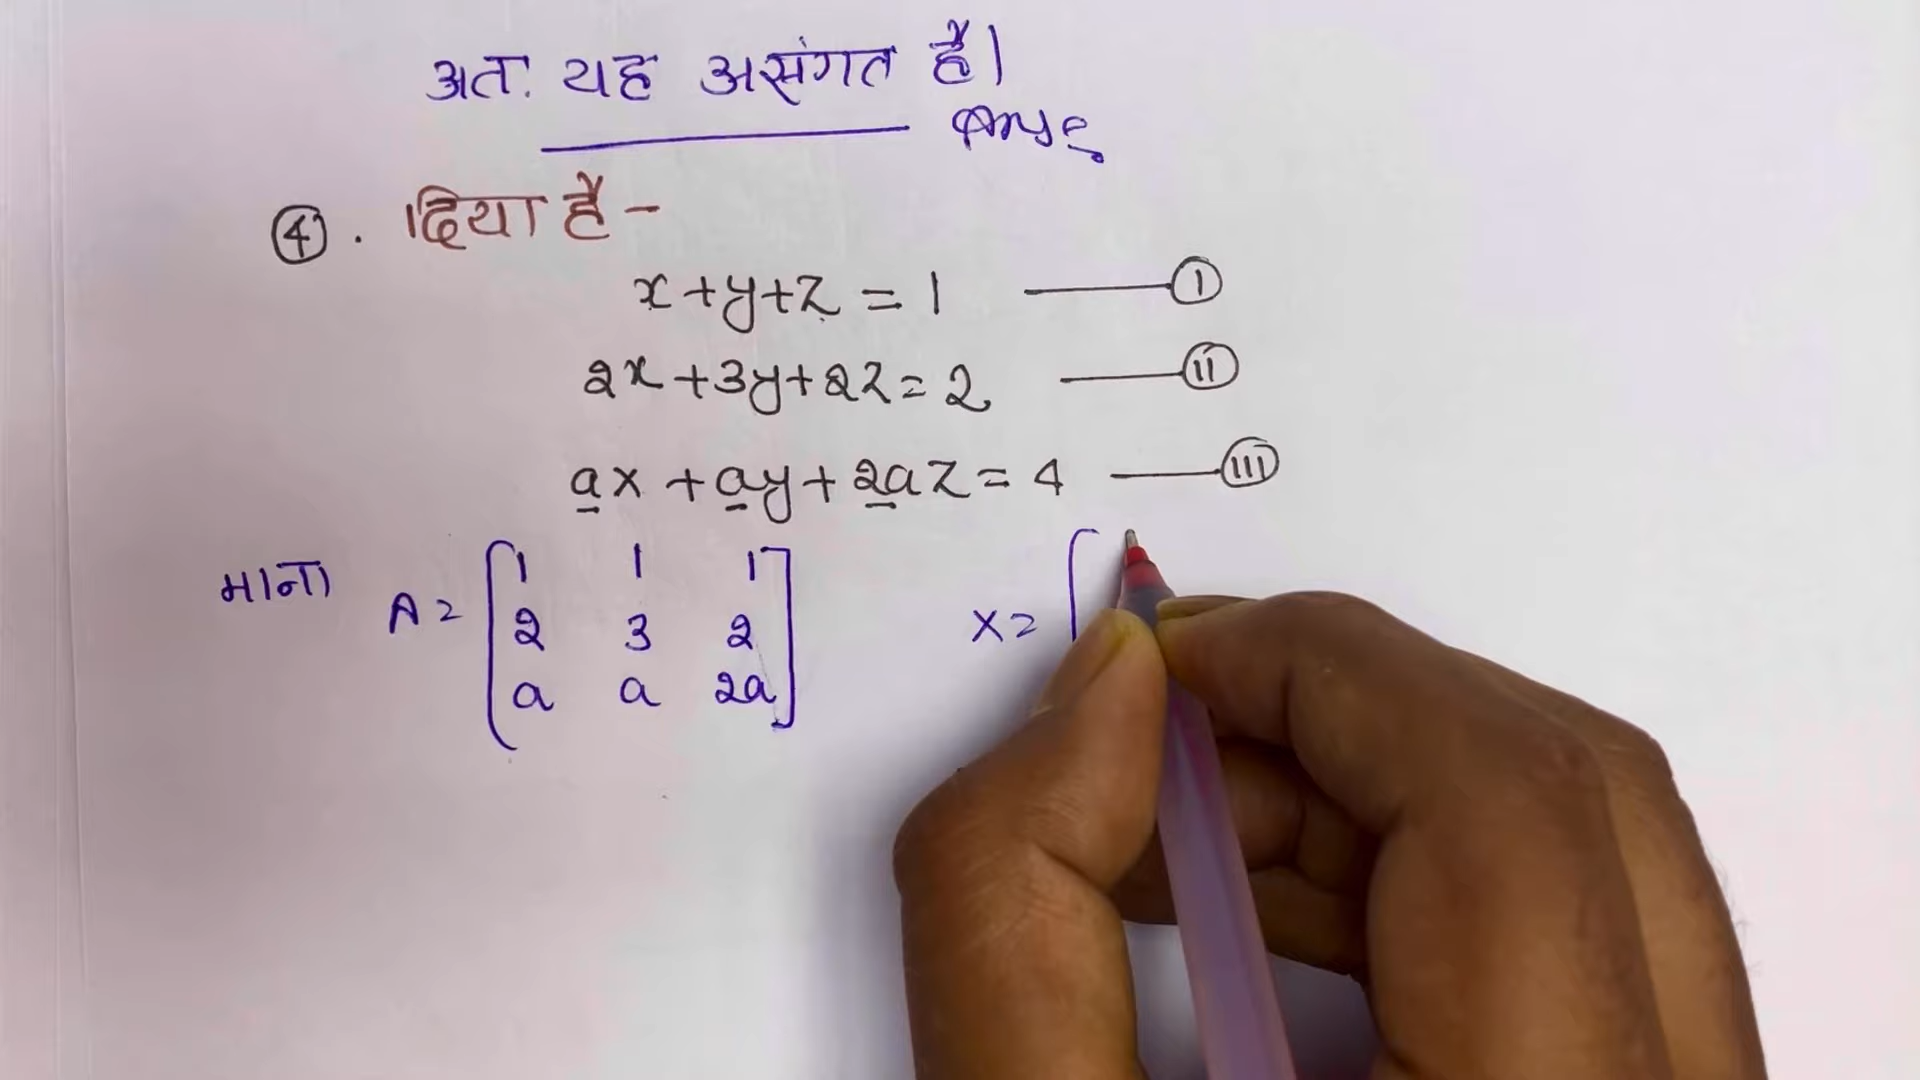 अत: यह असंगत है।
Ans
④. दिया है -
x+y+z = 1 — (I)
2x+3y+2z=2 — (II)
ax+ay+2az=4 — (III)
माना A= [1 1 1 X= [
2 3 2
a a 2a]